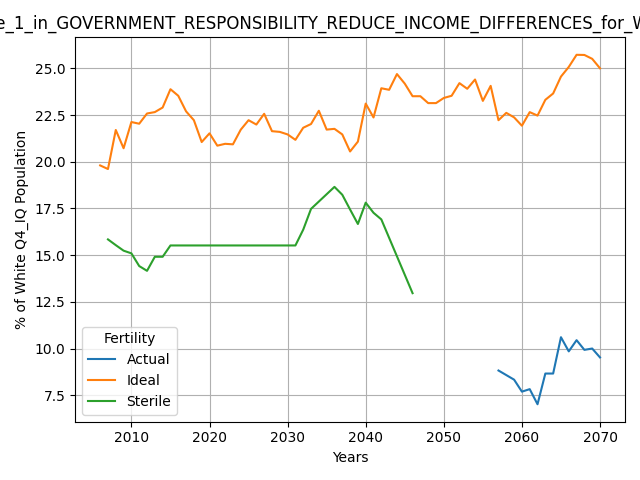 e_1_in_GOVERNMENT_RESPONSIBILITY_REDUCE_INCOME_DIFFERENCES_for_W
% of White Q4_IQ Population
25.0
22.5
20.0
17.5
15.0
12.5
10.0
7.5
Fertility
Actual
Ideal
Sterile
2010 2020 2030 2040 2050 2060 2070
Years